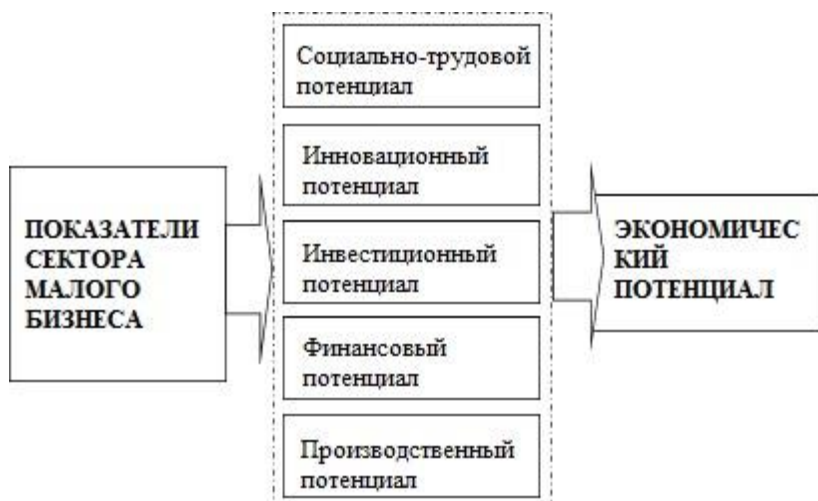 ПОКАЗАТЕЛИ
СЕКТОРА
МАЛОГО
БИЗНЕСА
Социально-трудовой
потенциал
Инновационный
потенциал
Инвестиционный
потенциал
Финансовый
потенциал
Производственный
потенциал
ЭКОНОМИЧЕС
КИЙ
ПОТЕНЦИАЛ